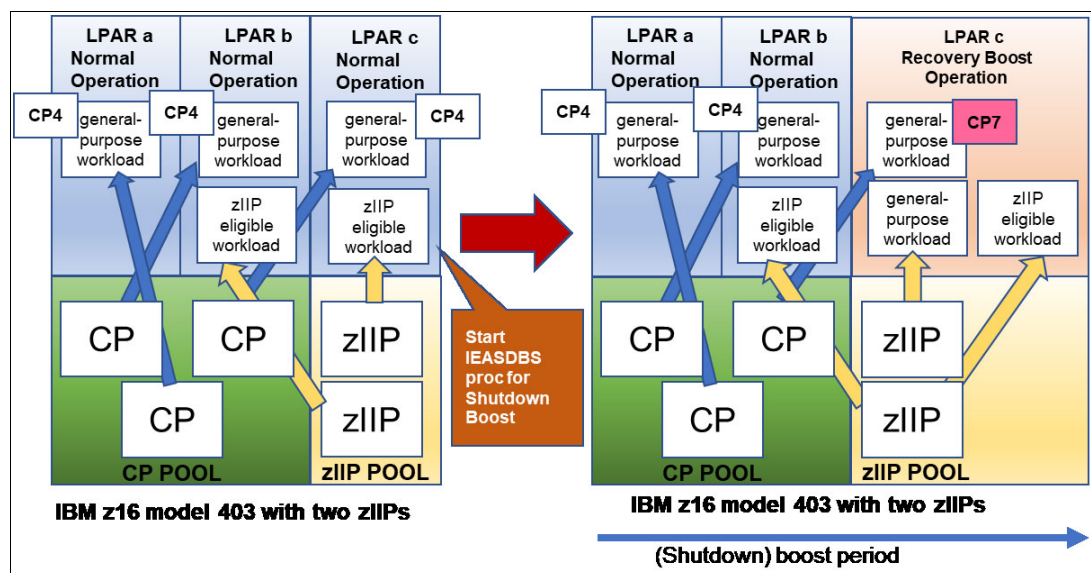 LPAR a
Normal
Operation
LPAR b
Normal
Operation
LPAR c
Normal
Operation
CP4
general-
purpose
workload
CP4
general-
purpose
workload
general-
purpose
workload
CP4
zIIP
eligible
workload
zIIP
eligible
workload
CP
CP
zIIP
CP
zIIP
CP POOL
zIIP POOL
IBM z16 model 403 with two zIIPs
Start
IEASDBS
proc for
Shutdown
Boost
LPAR a
Normal
Operation
LPAR b
Normal
Operation
LPAR c
Recovery Boost
Operation
CP4
general-
purpose
workload
CP4
general-
purpose
workload
general-
purpose
workload
CP7
zIIP
eligible
workload
general-
purpose
workload
zIIP
eligible
workload
CP
CP
zIIP
CP
zIIP
CP POOL
zIIP POOL
IBM z16 model 403 with two zIIPs
(Shutdown) boost period